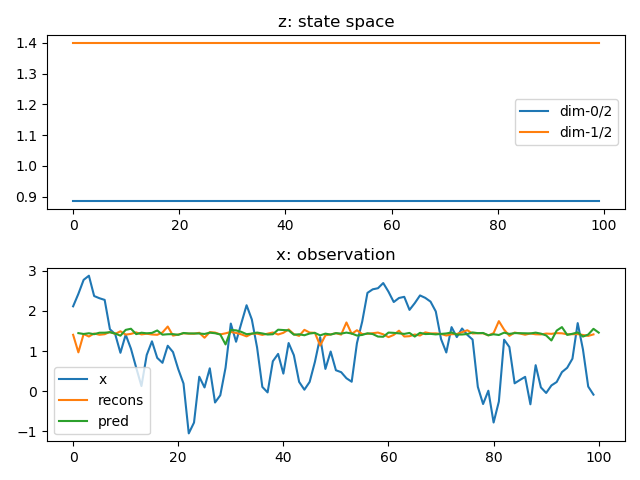 z: state space
1.4
1.3
1.2
1.1
1.0
0.9
dim-0/2
dim-1/2
0 20 40 60 80 100
x: observation
3
2
1
0
−1
x
recons
pred
0 20 40 60 80 100